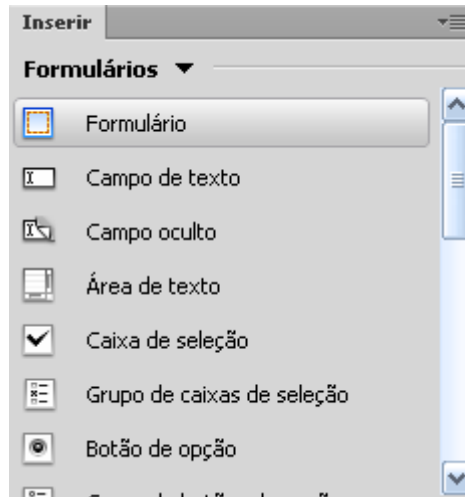 Inserir
Formulários
Formulário
Campo de texto
Campo oculto
Área de texto
Caixa de seleção
Grupo de caixas de seleção
Botão de opção